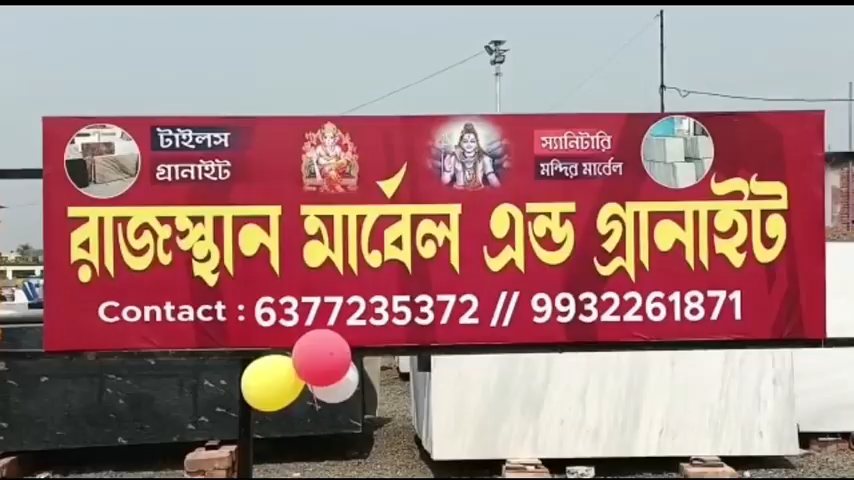 টাইলস
গ্রানাইট
স্যানিটারি
মন্দির মার্বেল
রাজস্থান মার্বেল এন্ড গ্রানাইট
Contact : 6377235372 // 9932261871